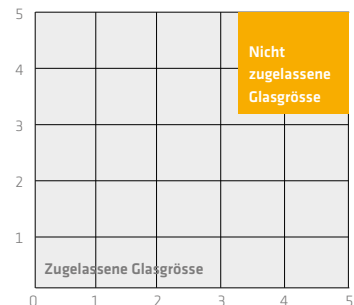 5
Nicht
zugelassene
Glasgrösse
4
3
2
1
Zugelassene Glasgrösse
0 1 2 3 4 5